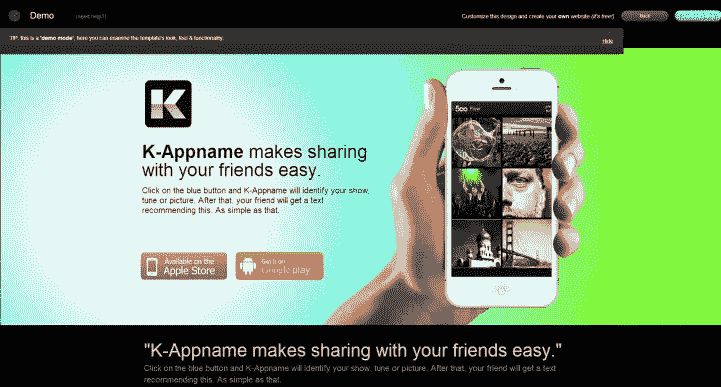 Demo
Customize this design and create your own website (it's free!)
Back
TIP: this is a "demo mode", here you can examine the template's look, feel & functionality.
Hide
K
K-Appname makes sharing
with your friends easy.
Click on the blue button and K-Appname will identify your show,
tune or picture. After that, your friend will get a text
recommending this. As simple as that.
Available on the
Apple Store
Get it on
Google play
500
"K-Appname makes sharing with your friends easy."
Click on the blue button and K-Appname will identify your show, tune or picture. After that, your friend will get a text
recommending this. As simple as that.